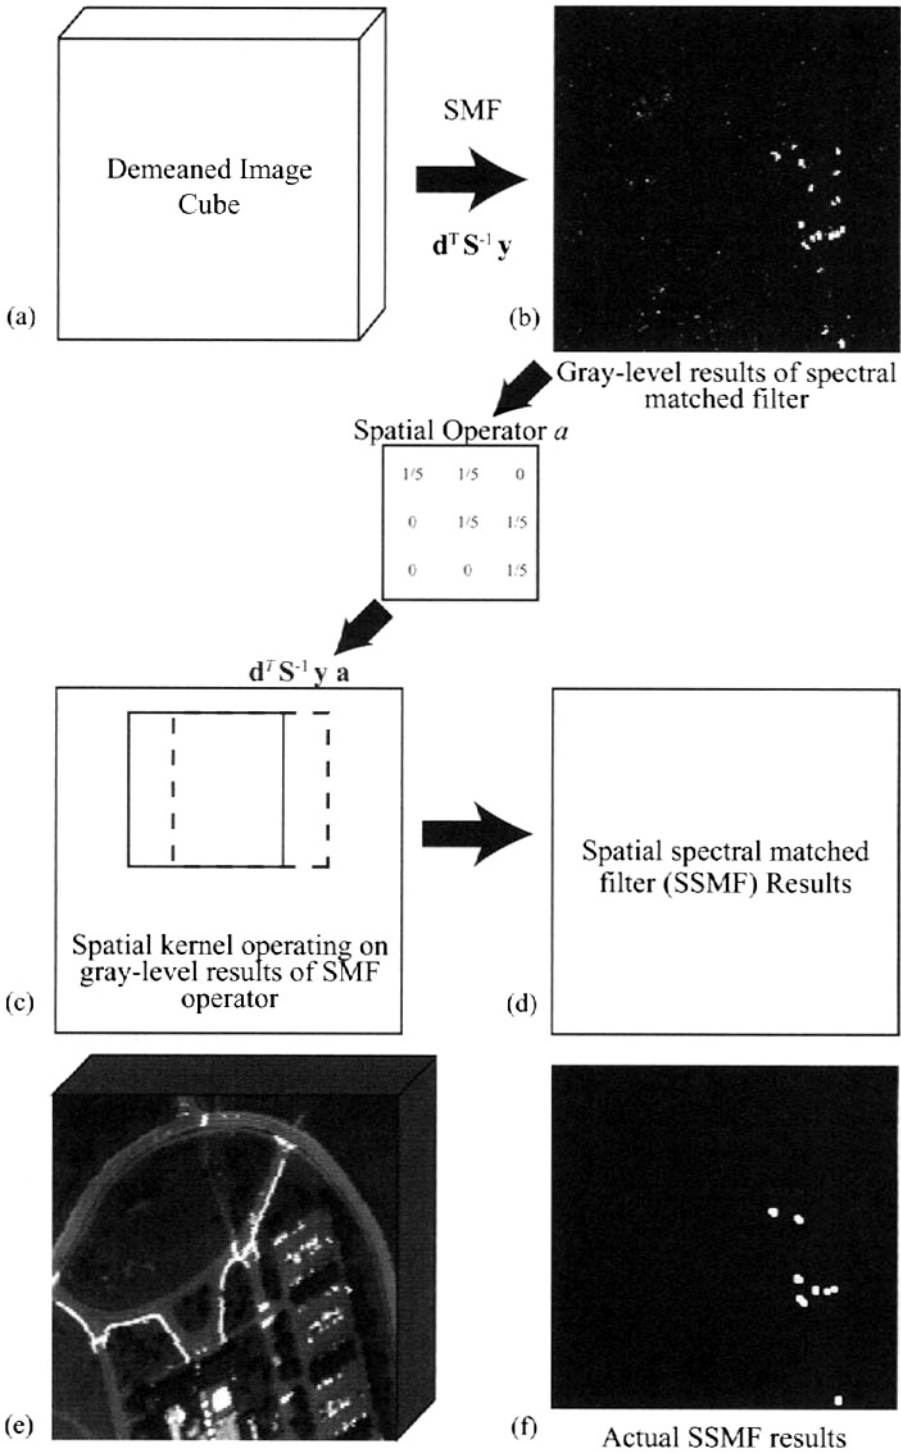 Demeaned Image
Cube
SMF
d^T S^-1 y
(a)
(b)
Gray-level results of spectral
matched filter
Spatial Operator a
1/5 1/5 0
0 1/5 1/5
0 0 1/5
d^T S^-1 y a
Spatial kernel operating on
gray-level results of SMF
operator
(c)
Spatial spectral matched
filter (SSMF) Results
(d)
(e)
(f)
Actual SSMF results